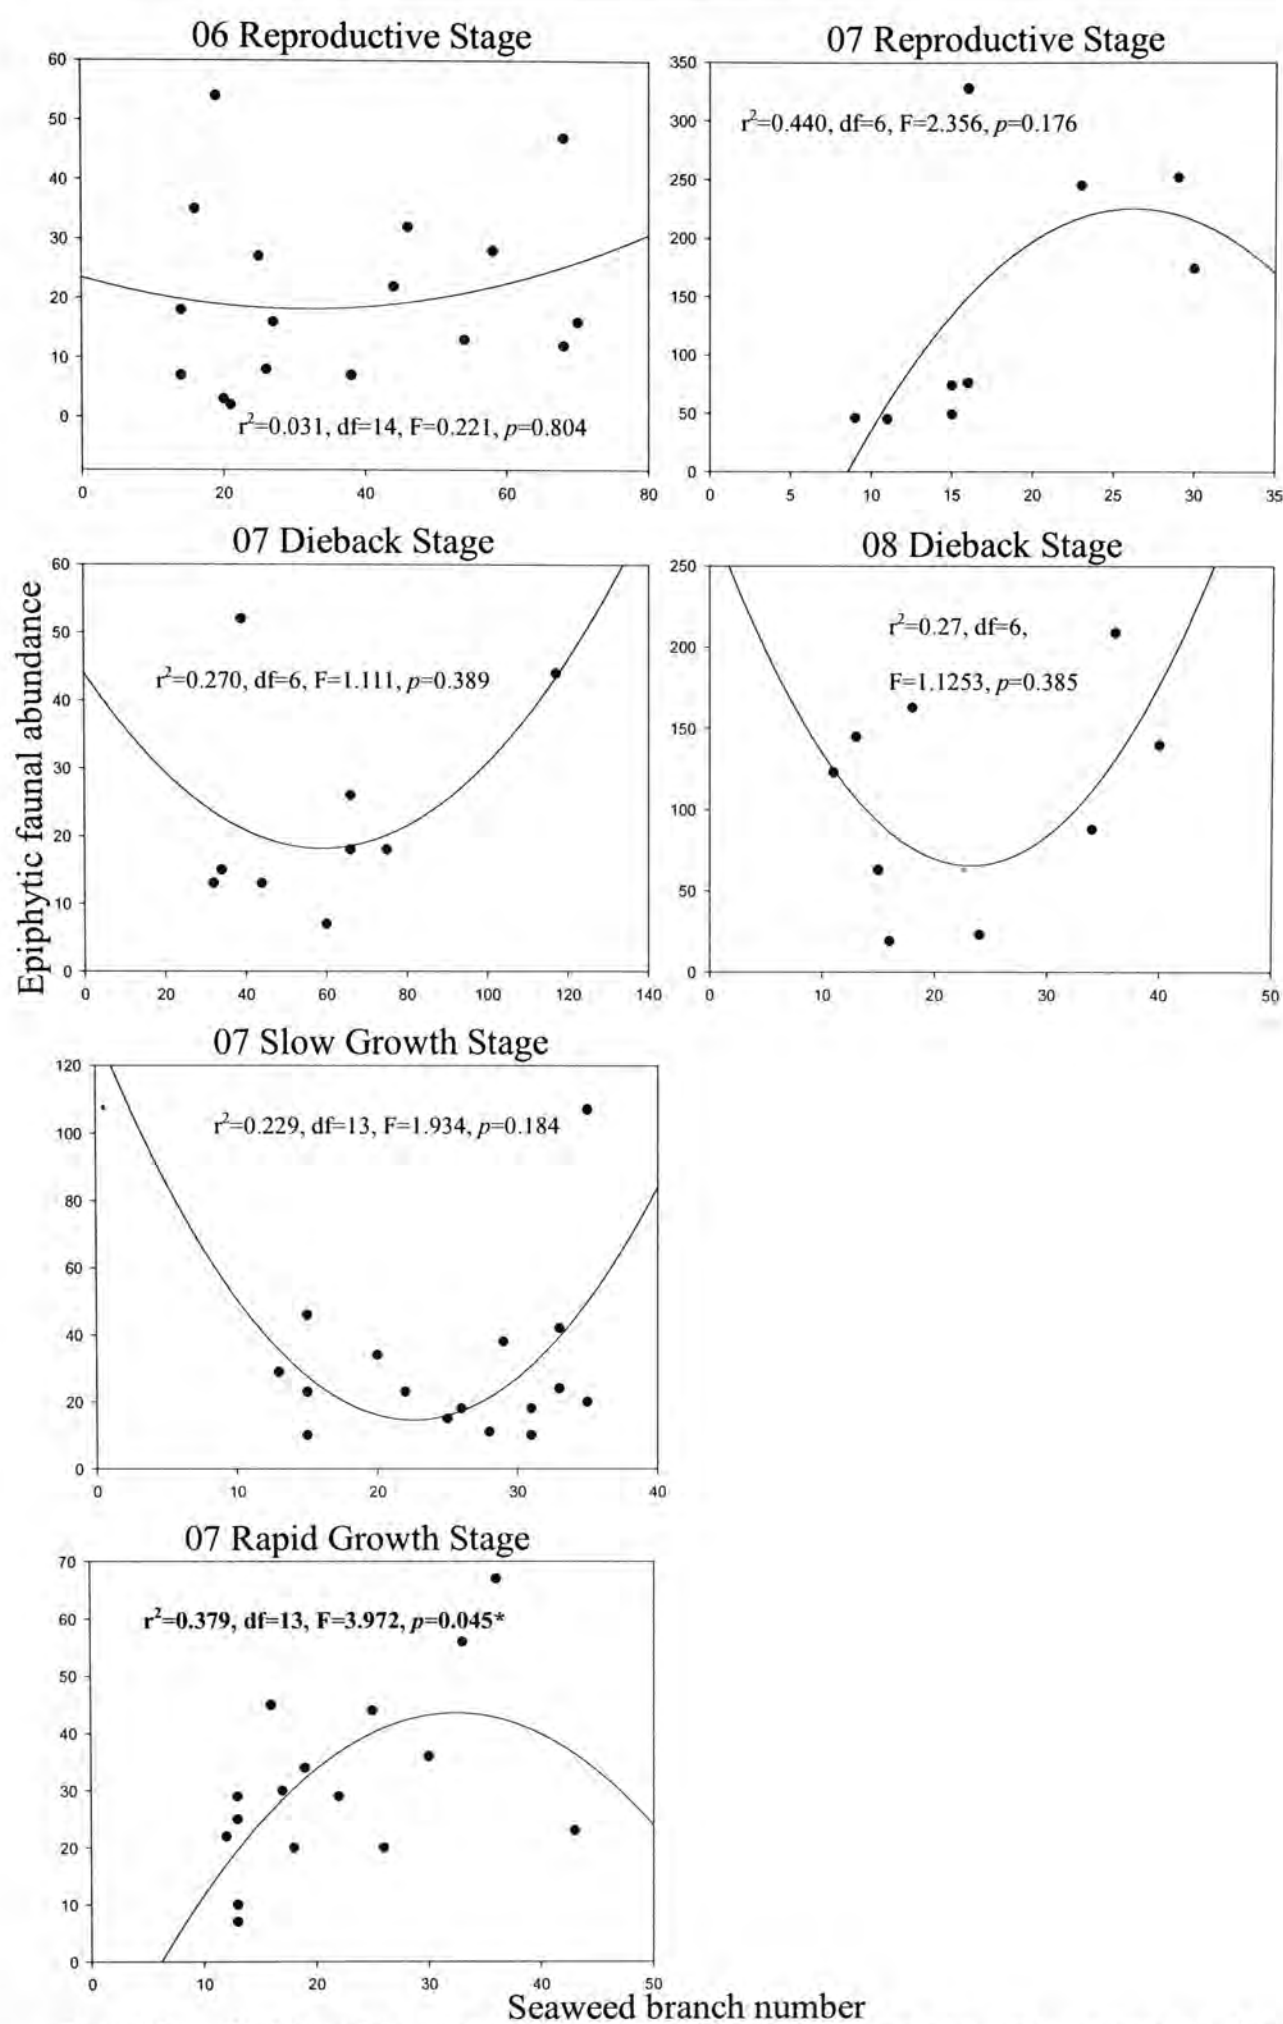 06 Reproductive Stage
60
50
40
30
20
10
0
r²=0.031, df=14, F=0.221, p=0.804
0 20 40 60 80
07 Reproductive Stage
350
300
250
200
150
100
50
0
r²=0.440, df=6, F=2.356, p=0.176
0 5 10 15 20 25 30 35
Epiphytic faunal abundance
07 Dieback Stage
60
50
40
30
20
10
0
r²=0.270, df=6, F=1.111, p=0.389
0 20 40 60 80 100 120 140
08 Dieback Stage
250
200
150
100
50
0
r²=0.27, df=6,
F=1.1253, p=0.385
0 10 20 30 40 50
07 Slow Growth Stage
120
100
80
60
40
20
0
r²=0.229, df=13, F=1.934, p=0.184
0 10 20 30 40
07 Rapid Growth Stage
70
60
50
40
30
20
10
0
r²=0.379, df=13, F=3.972, p=0.045*
0 10 20 30 40 50
Seaweed branch number